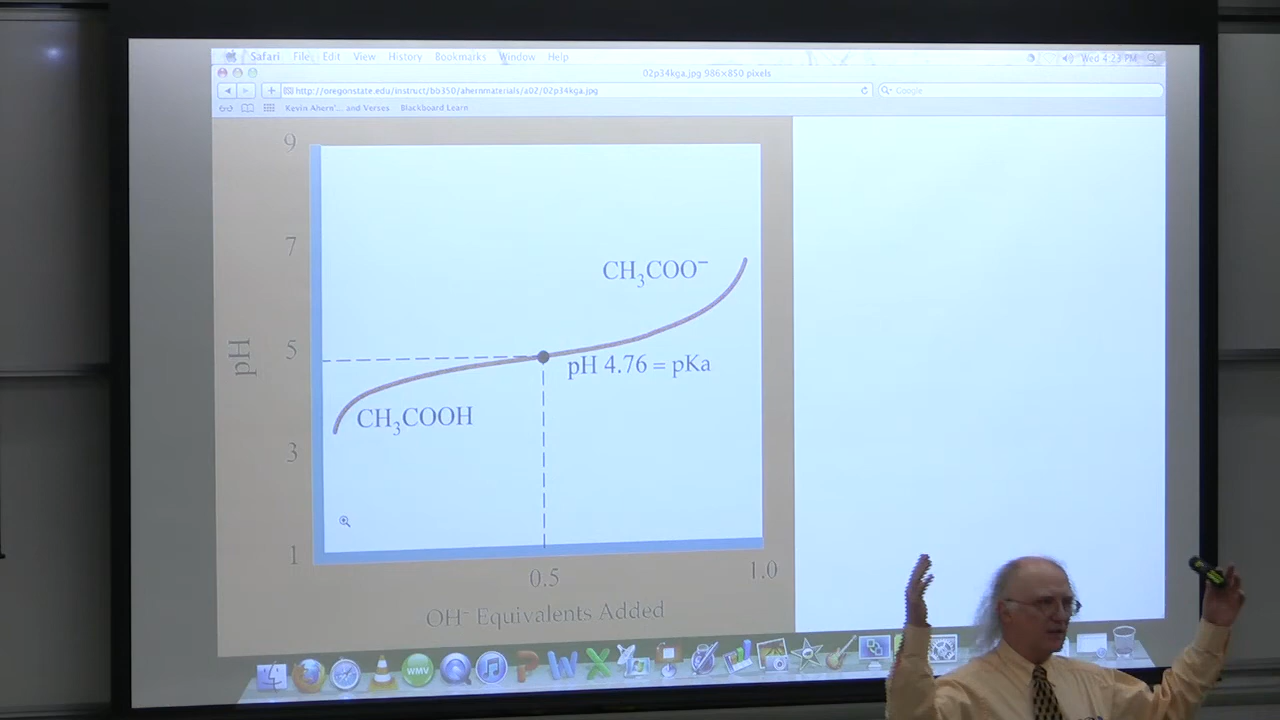 Safari File Edit View History Bookmarks Window Help Wed 4:23 PM
02p34kga.jpg 986×850 pixels
http://oregonstate.edu/instruct/bb350/ahernmaterials/a02/02p34kga.jpg Google
Kevin Ahern'... and Verses Blackboard Learn
9
7
CH₃COO⁻
pH
5
pH 4.76 = pKa
CH₃COOH
3
1
0.5 1.0
OH⁻ Equivalents Added
WMV
P W X